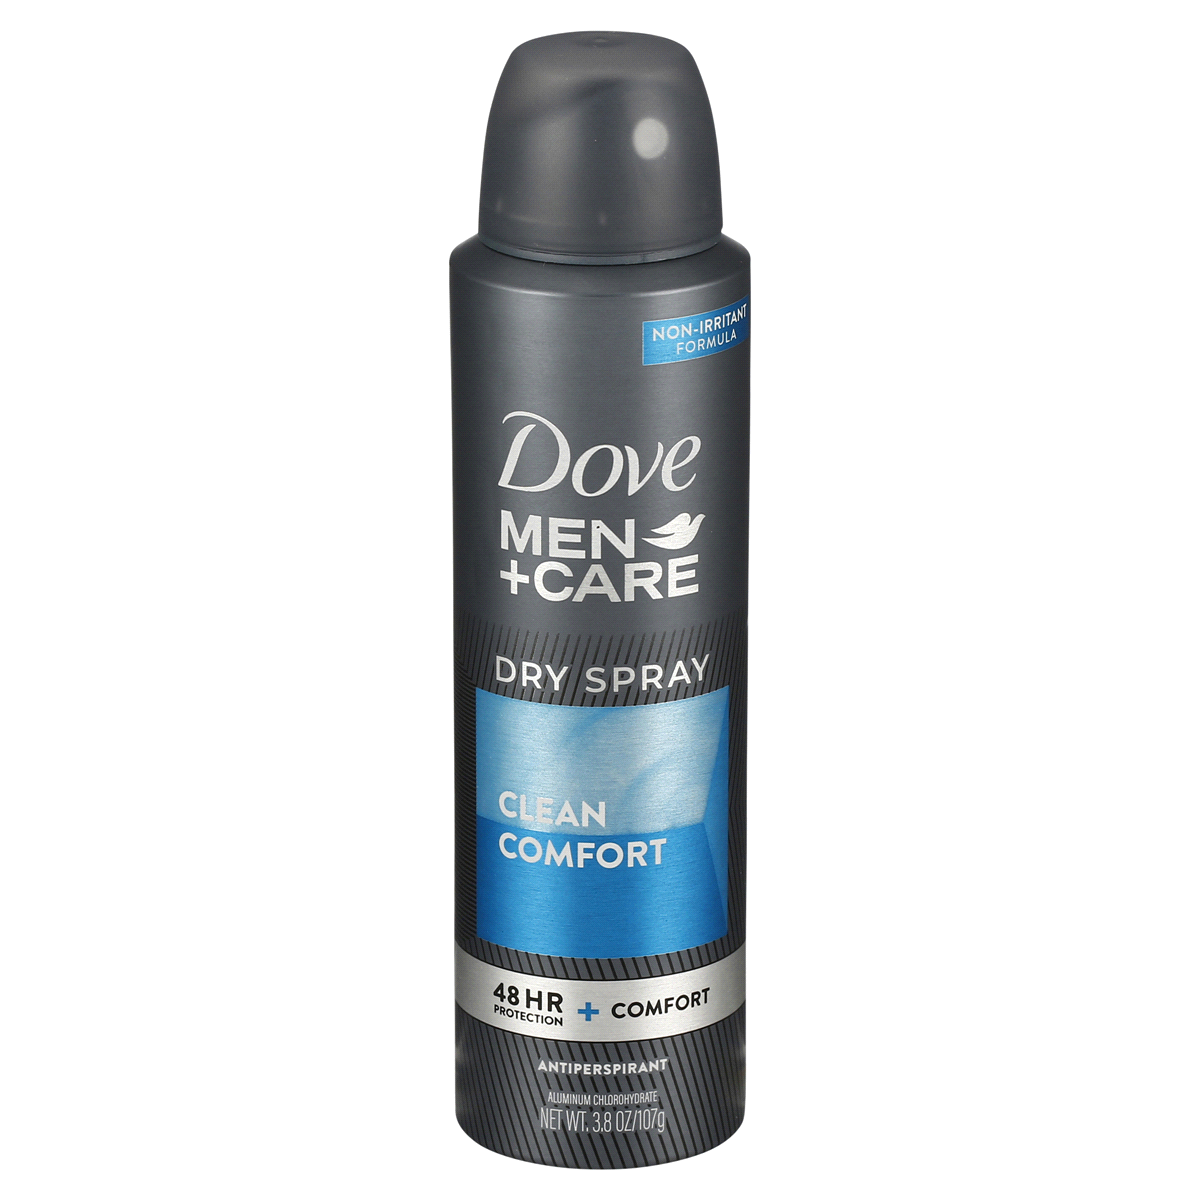 NON-IRRITANT
FORMULA
Dove
MEN
+CARE
DRY SPRAY
CLEAN
COMFORT
48 HR
PROTECTION
+ COMFORT
ANTIPERSPIRANT
ALUMINUM CHLOROHYDRATE
NET WT. 3.8 OZ/107g